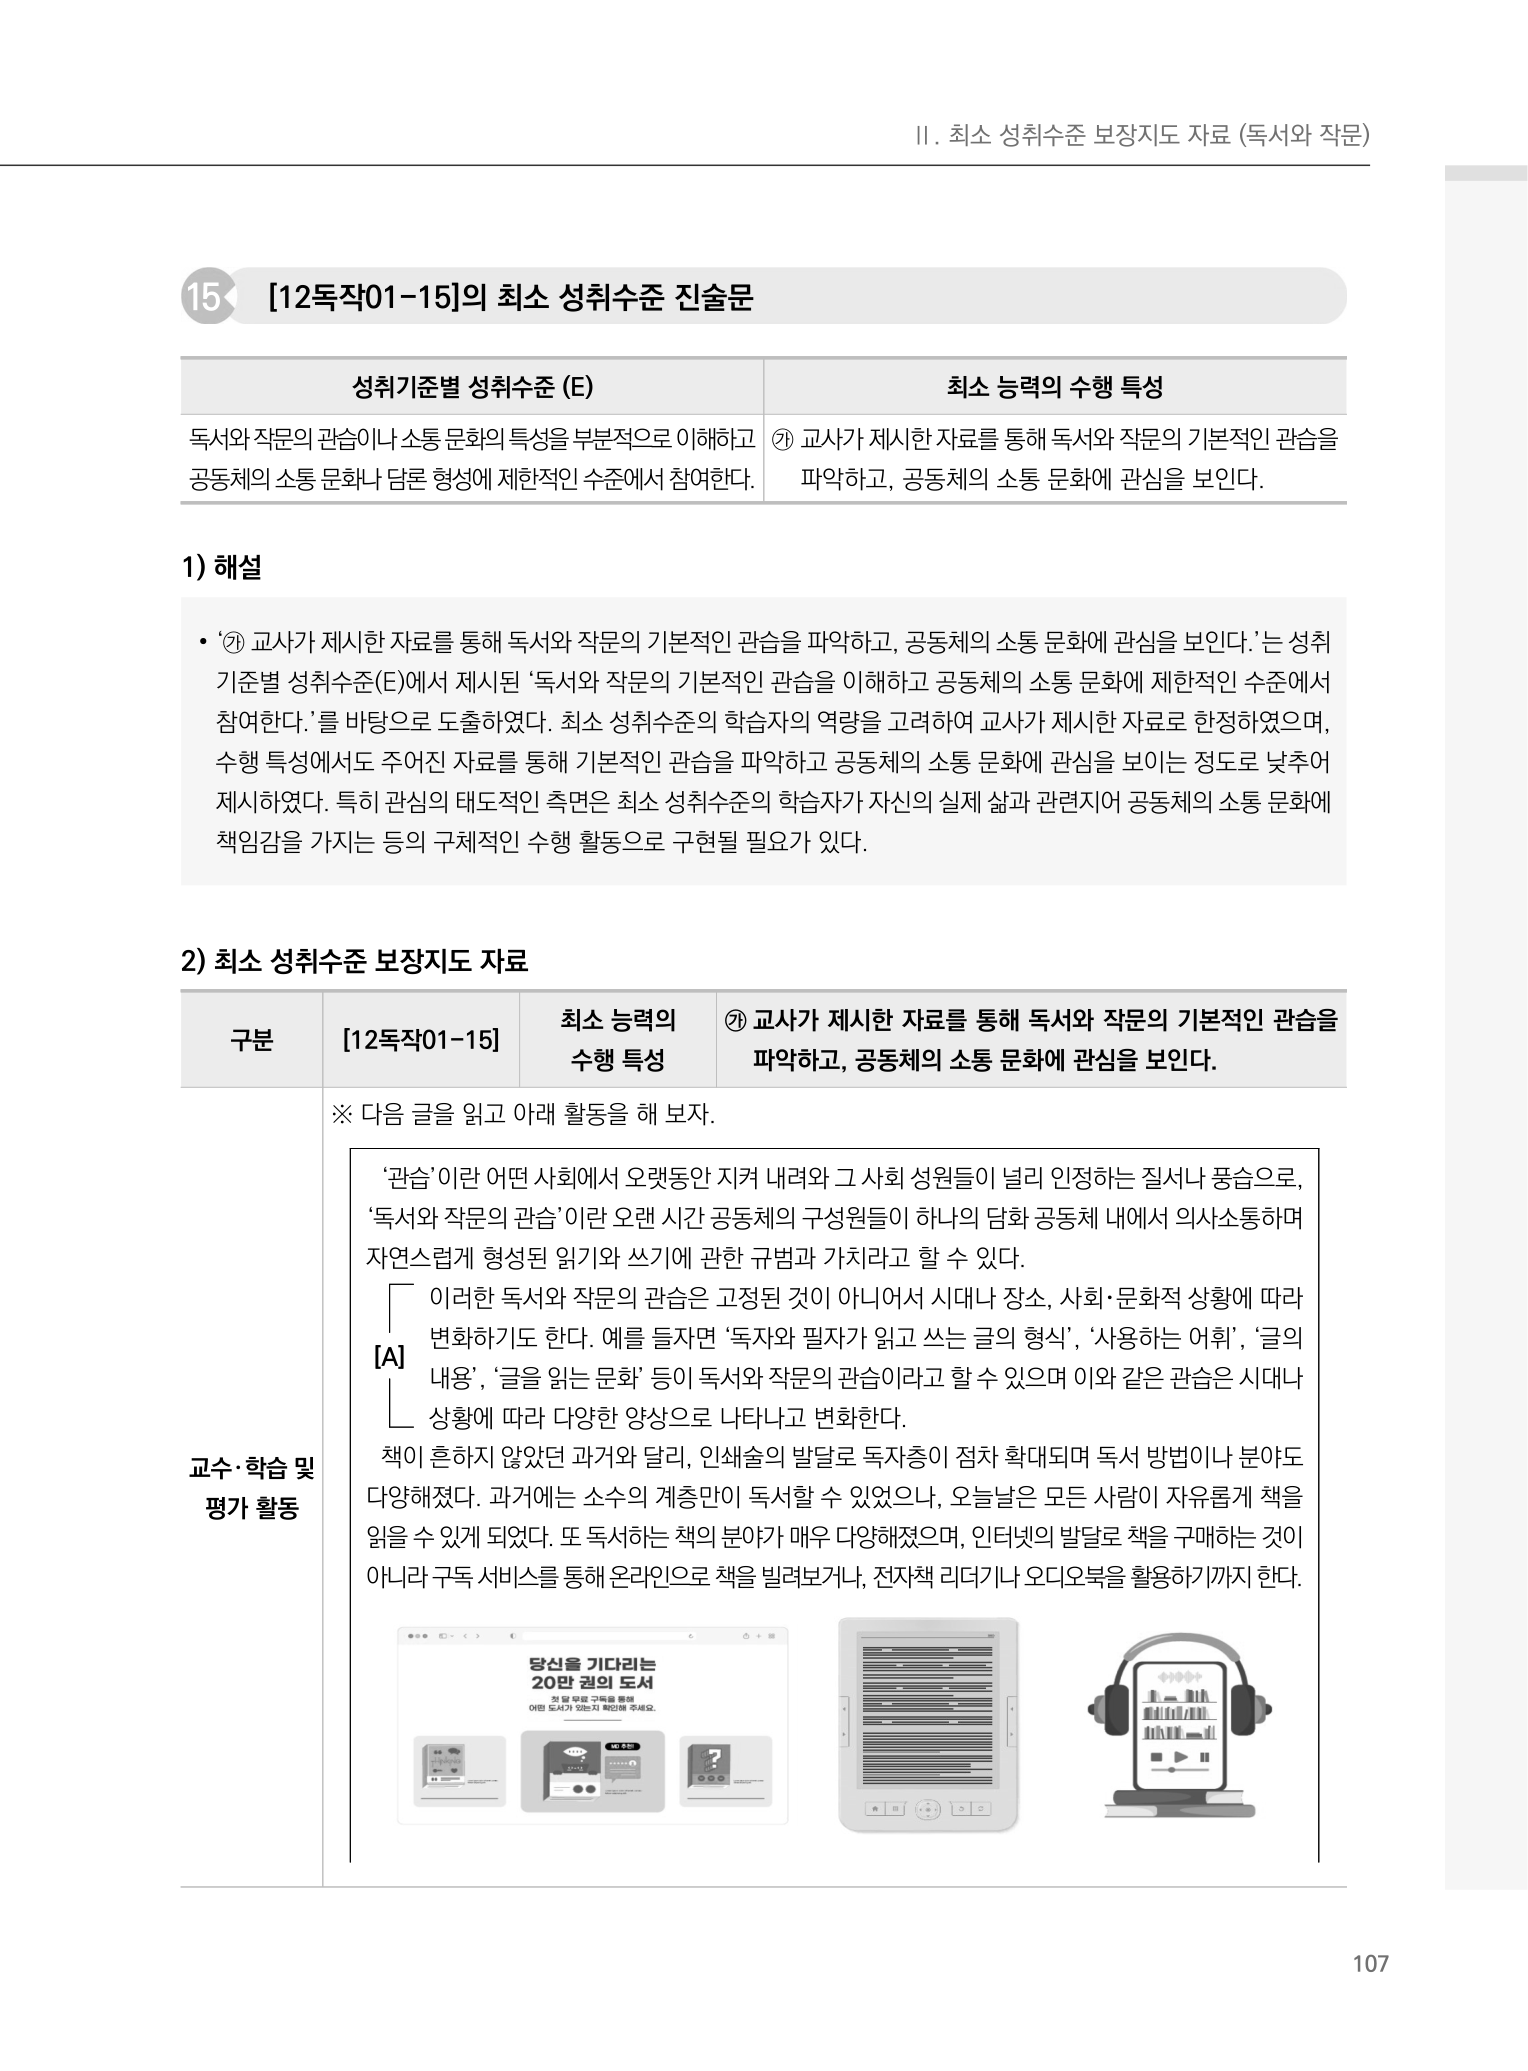 Ⅱ. 최소 성취수준 보장지도 자료 (독서와 작문)
15
[12독작01-15]의 최소 성취수준 진술문
성취기준별 성취수준 (E)
최소 능력의 수행 특성
독서와 작문의 관습이나 소통 문화의 특성을 부분적으로 이해하고
공동체의 소통 문화나 담론 형성에 제한적인 수준에서 참여한다.
㉮ 교사가 제시한 자료를 통해 독서와 작문의 기본적인 관습을
파악하고, 공동체의 소통 문화에 관심을 보인다.
1) 해설
• ‘㉮ 교사가 제시한 자료를 통해 독서와 작문의 기본적인 관습을 파악하고, 공동체의 소통 문화에 관심을 보인다.’는 성취
기준별 성취수준(E)에서 제시된 ‘독서와 작문의 기본적인 관습을 이해하고 공동체의 소통 문화에 제한적인 수준에서
참여한다.’를 바탕으로 도출하였다. 최소 성취수준의 학습자의 역량을 고려하여 교사가 제시한 자료로 한정하였으며,
수행 특성에서도 주어진 자료를 통해 기본적인 관습을 파악하고 공동체의 소통 문화에 관심을 보이는 정도로 낮추어
제시하였다. 특히 관심의 태도적인 측면은 최소 성취수준의 학습자가 자신의 실제 삶과 관련지어 공동체의 소통 문화에
책임감을 가지는 등의 구체적인 수행 활동으로 구현될 필요가 있다.
2) 최소 성취수준 보장지도 자료
구분
[12독작01-15]
최소 능력의
수행 특성
㉮ 교사가 제시한 자료를 통해 독서와 작문의 기본적인 관습을
파악하고, 공동체의 소통 문화에 관심을 보인다.
교수·학습 및
평가 활동
※ 다음 글을 읽고 아래 활동을 해 보자.
‘관습’이란 어떤 사회에서 오랫동안 지켜 내려와 그 사회 성원들이 널리 인정하는 질서나 풍습으로,
‘독서와 작문의 관습’이란 오랜 시간 공동체의 구성원들이 하나의 담화 공동체 내에서 의사소통하며
자연스럽게 형성된 읽기와 쓰기에 관한 규범과 가치라고 할 수 있다.
[A]
이러한 독서와 작문의 관습은 고정된 것이 아니어서 시대나 장소, 사회·문화적 상황에 따라
변화하기도 한다. 예를 들자면 ‘독자와 필자가 읽고 쓰는 글의 형식’, ‘사용하는 어휘’, ‘글의
내용’, ‘글을 읽는 문화’ 등이 독서와 작문의 관습이라고 할 수 있으며 이와 같은 관습은 시대나
상황에 따라 다양한 양상으로 나타나고 변화한다.
책이 흔하지 않았던 과거와 달리, 인쇄술의 발달로 독자층이 점차 확대되며 독서 방법이나 분야도
다양해졌다. 과거에는 소수의 계층만이 독서할 수 있었으나, 오늘날은 모든 사람이 자유롭게 책을
읽을 수 있게 되었다. 또 독서하는 책의 분야가 매우 다양해졌으며, 인터넷의 발달로 책을 구매하는 것이
아니라 구독 서비스를 통해 온라인으로 책을 빌려보거나, 전자책 리더기나 오디오북을 활용하기까지 한다.
당신을 기다리는
20만 권의 도서
첫 달 무료 구독을 통해
어떤 도서가 있는지 확인해 주세요.
MD 추천!
107